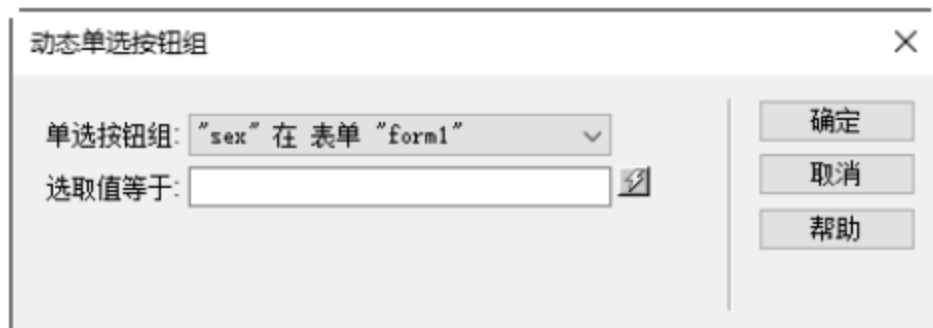 动态单选按钮组
单选按钮组: "sex" 在 表单 "form1"
选取值等于:
确定
取消
帮助